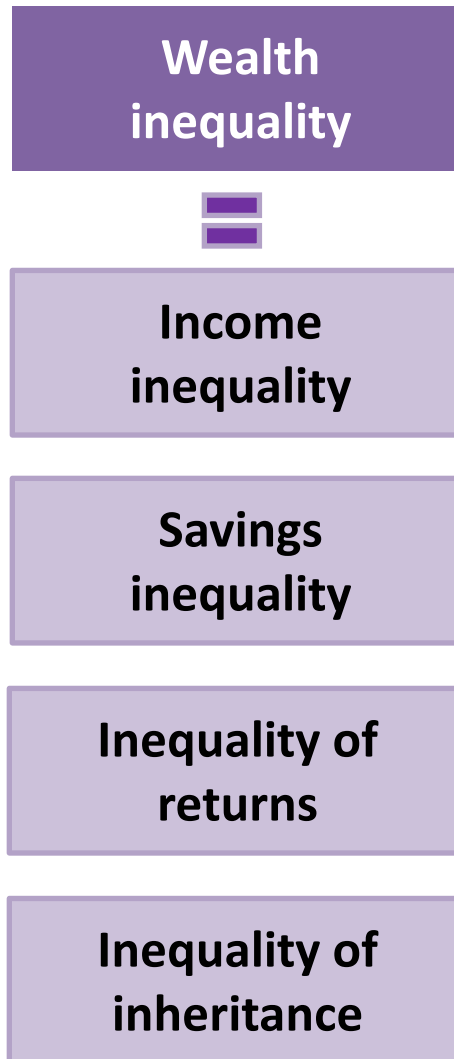 Wealth
inequality
Income
inequality
Savings
inequality
Inequality of
returns
Inequality of
inheritance